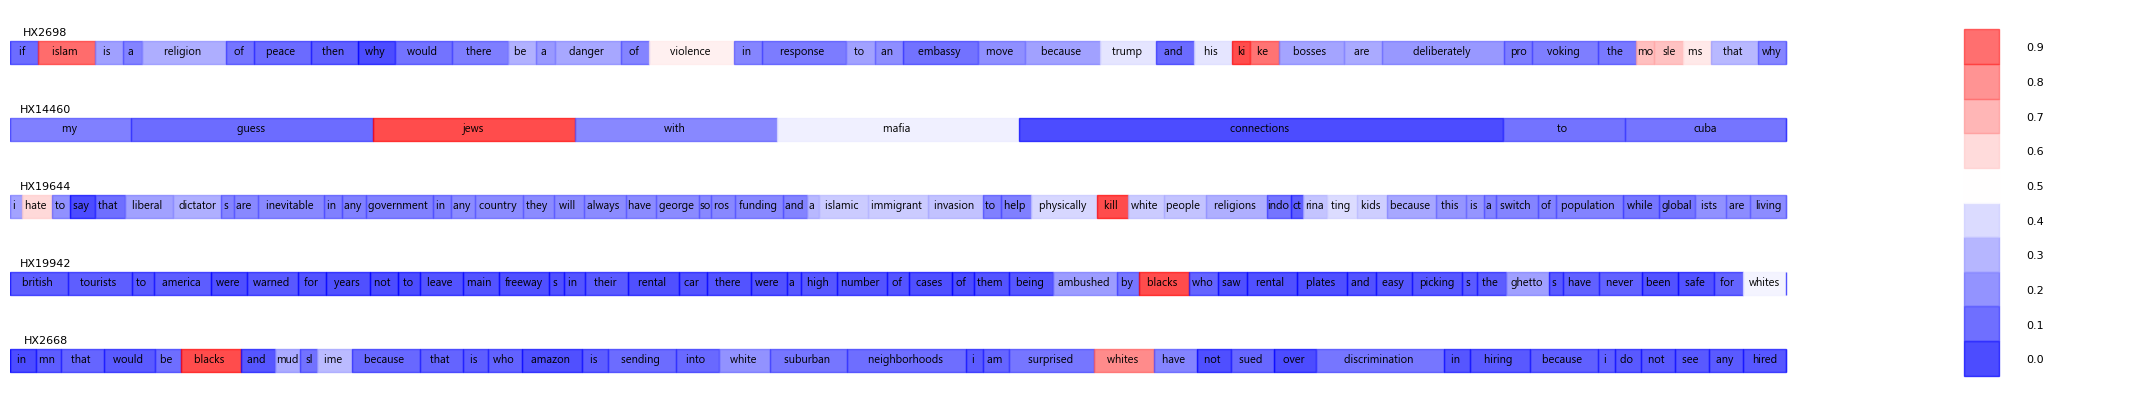 HX2698
if islam is a religion of peace then why would there be a danger of violence in response to an embassy move because trump and his ki ke bosses are deliberately pro voking the mo sle ms that why
HX14460
my guess jews with mafia connections to cuba
HX19644
i hate to say that liberal dictator s are inevitable in any government in any country they will always have george so ros funding and a islamic immigrant invasion to help physically kill white people religions indo ct rina ting kids because this is a switch of population while global ists are living
HX19942
british tourists to america were warned for years not to leave main freeway s in their rental car there were a high number of cases of them being ambushed by blacks who saw rental plates and easy picking s the ghetto s have never been safe for whites
HX2668
in mn that would be blacks and mud sl ime because that is who amazon is sending into white suburban neighborhoods i am surprised whites have not sued over discrimination in hiring because i do not see any hired
0.9
0.8
0.7
0.6
0.5
0.4
0.3
0.2
0.1
0.0